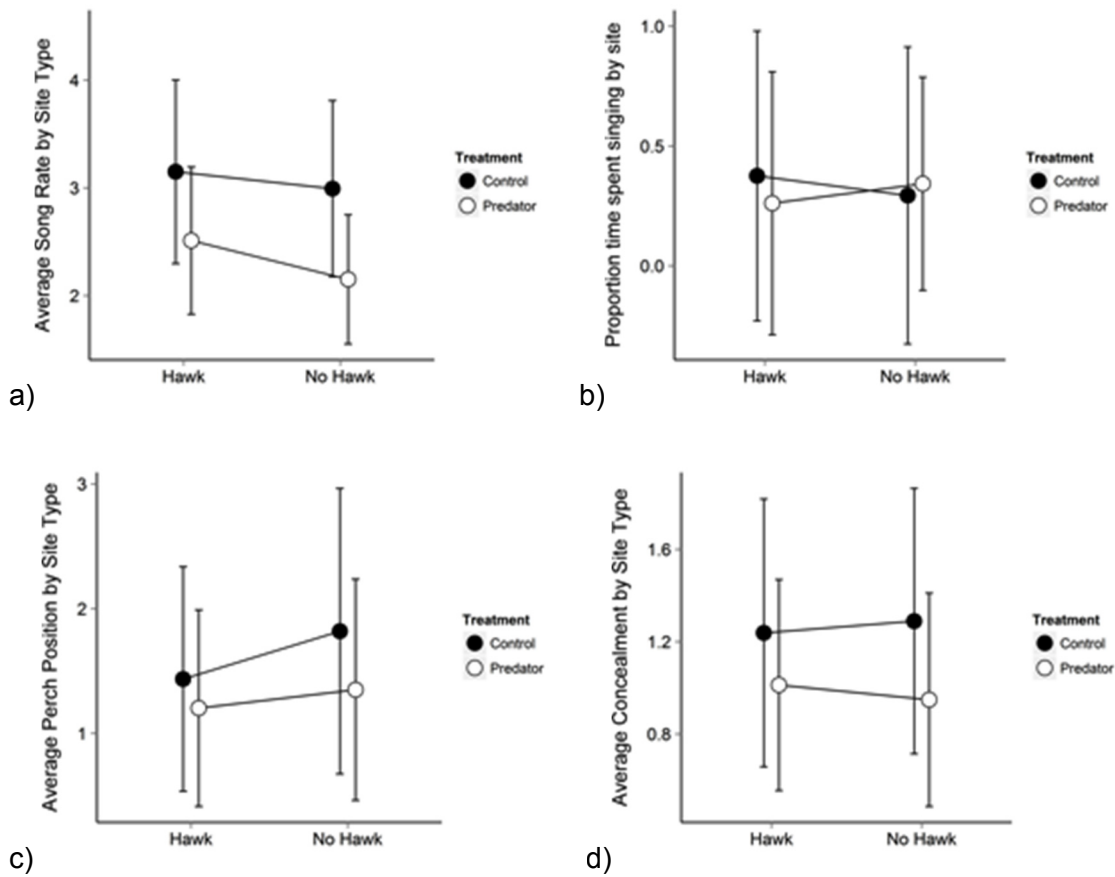 Average Song Rate by Site Type
4
3
2
Hawk
No Hawk
Treatment
Control
Predator
a)
Proportion time spent singing by site
1.0
0.5
0.0
Hawk
No Hawk
Treatment
Control
Predator
b)
Average Perch Position by Site Type
3
2
1
Hawk
No Hawk
Treatment
Control
Predator
c)
Average Concealment by Site Type
1.6
1.2
0.8
Hawk
No Hawk
Treatment
Control
Predator
d)